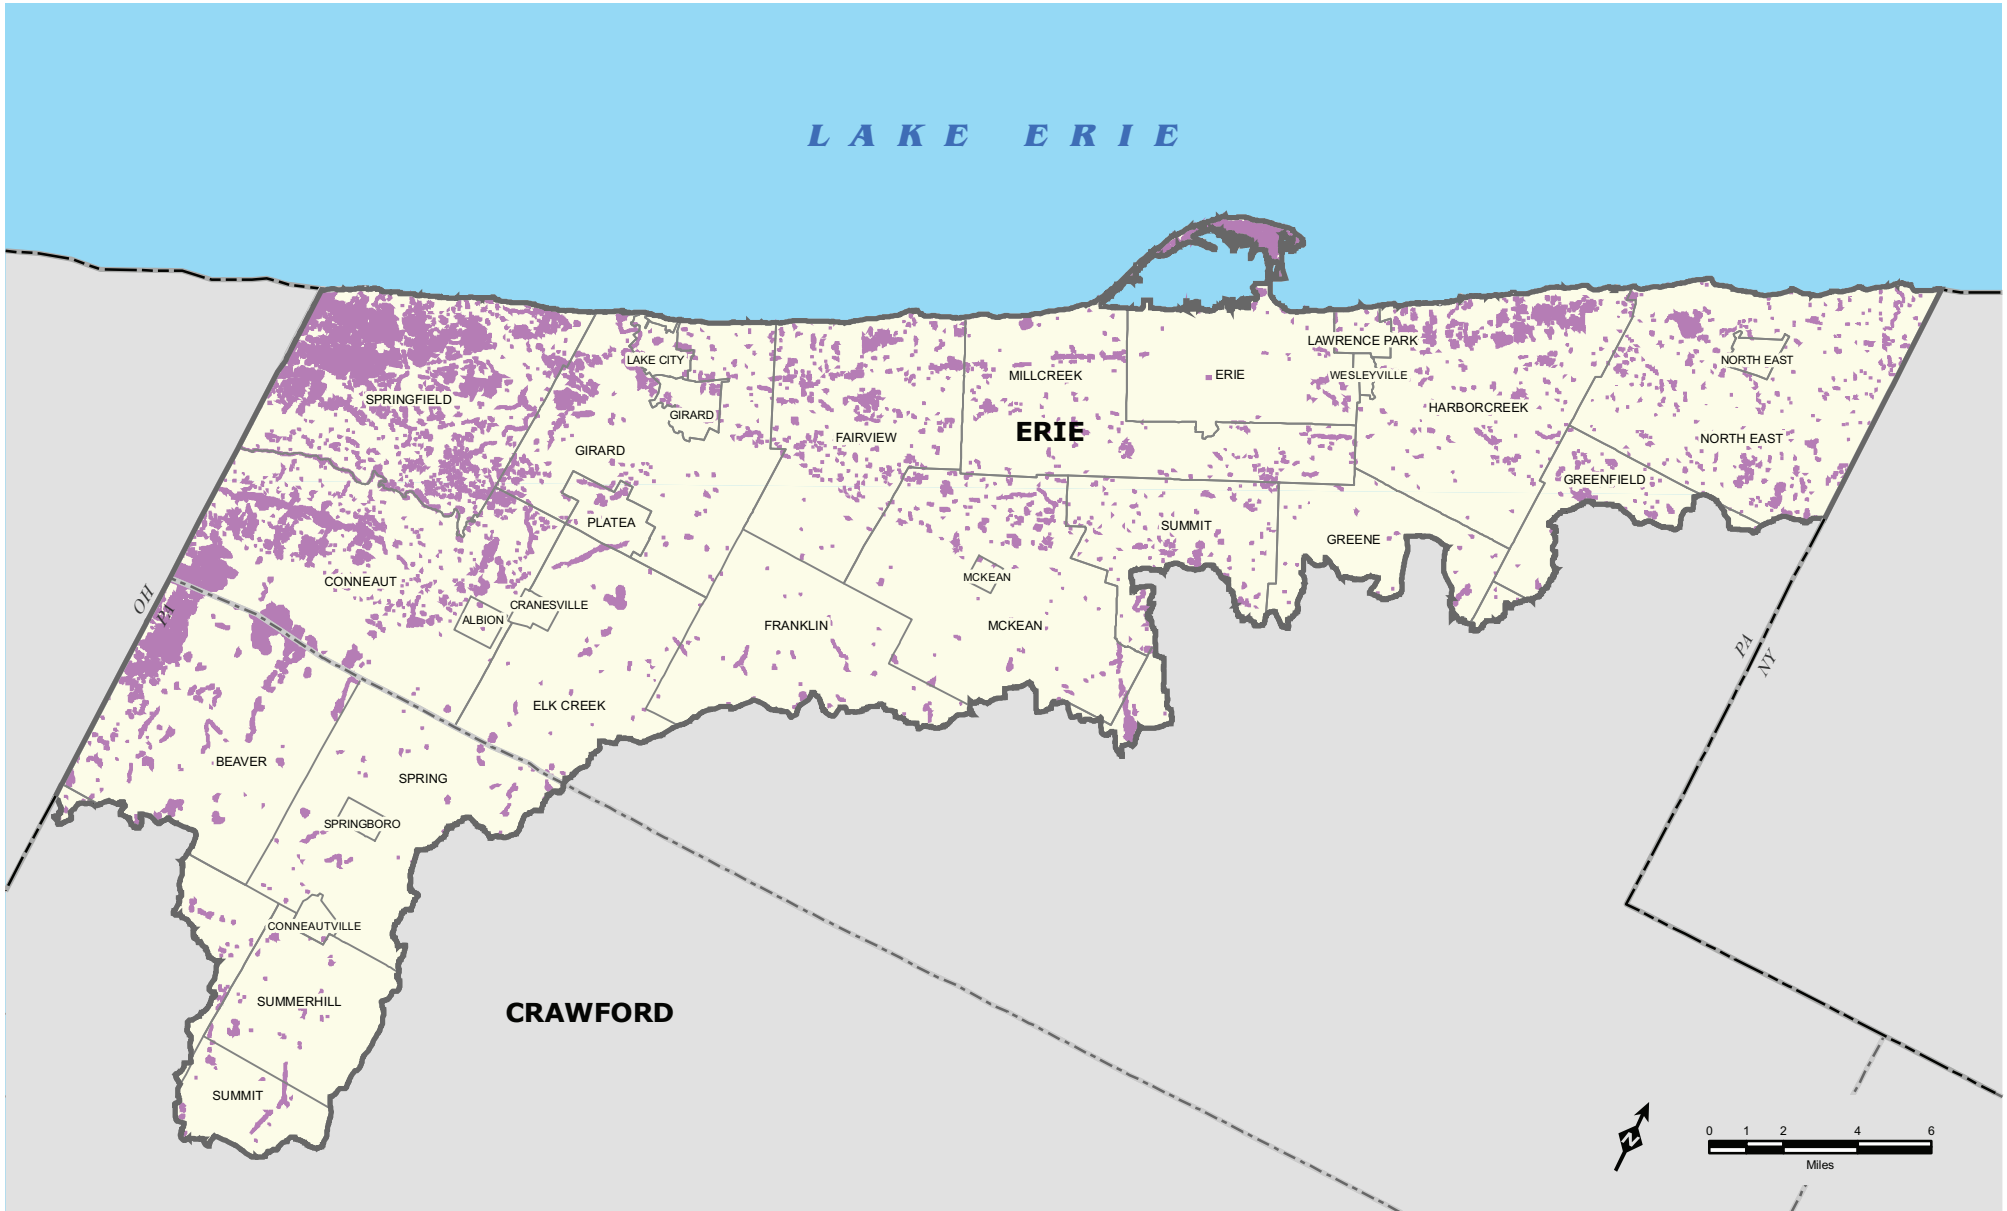 LAKE ERIE
LAWRENCE PARK
LAKE CITY
NORTH EAST
MILLCREEK
ERIE
WESLEYVILLE
SPRINGFIELD
HARBORCREEK
GIRARD
ERIE
FAIRVIEW
NORTH EAST
GIRARD
GREENFIELD
PLATEA
SUMMIT
GREENE
CONNEAUT
MCKEAN
OH
PA
CRANESVILLE
ALBION
FRANKLIN
MCKEAN
PA
NY
ELK CREEK
BEAVER
SPRING
SPRINGBORO
CONNEAUTVILLE
SUMMERHILL
CRAWFORD
SUMMIT
N
0 1 2 4 6
Miles